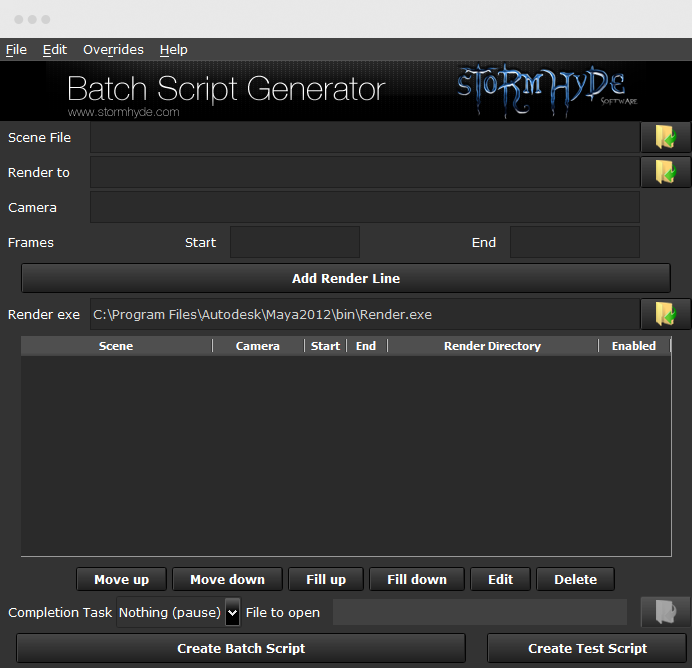 File Edit Overrides Help
Batch Script Generator
STORMHYDE
SOFTWARE
www.stormhyde.com
Scene File
Render to
Camera
Frames Start End
Add Render Line
Render exe C:\Program Files\Autodesk\Maya2012\bin\Render.exe
Scene Camera Start End Render Directory Enabled
Move up Move down Fill up Fill down Edit Delete
Completion Task Nothing (pause) File to open
Create Batch Script Create Test Script